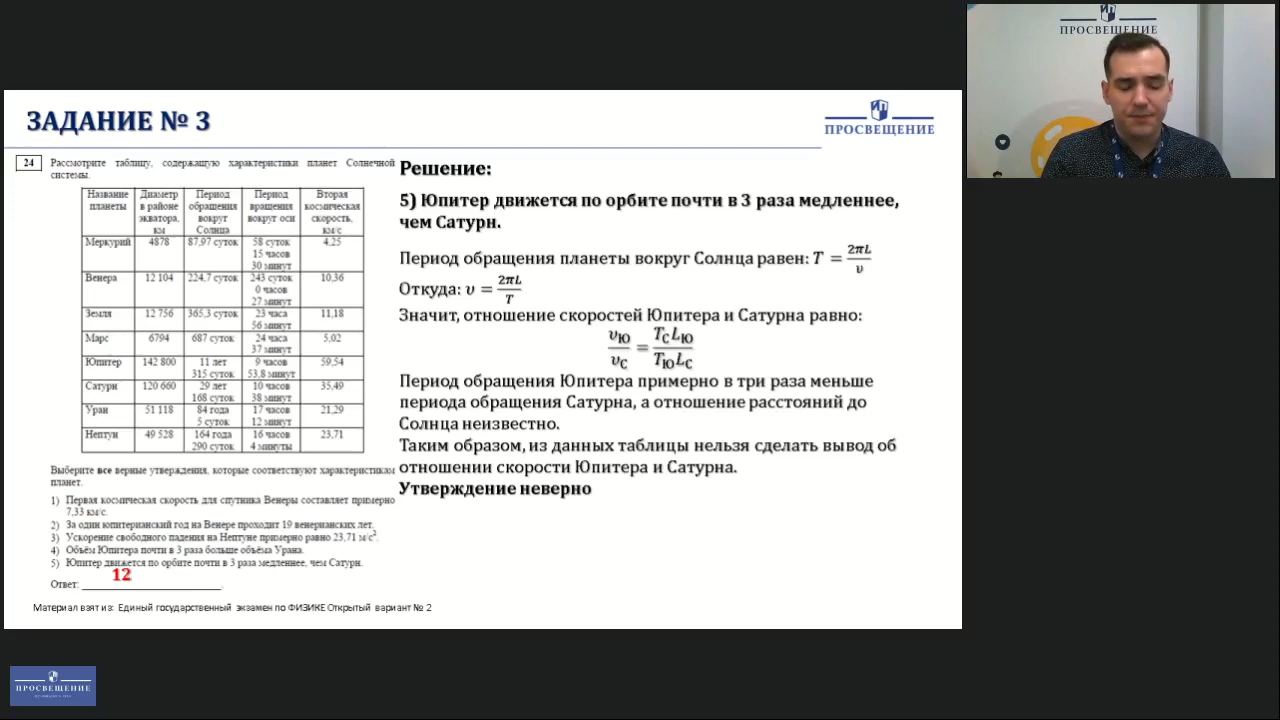 ПРОСВЕЩЕНИЕ
ЗАДАНИЕ № 3
ПРОСВЕЩЕНИЕ
24
Рассмотрите таблицу, содержащую характеристики планет Солнечной
системы.
Название планеты | Диаметр в районе экватора, км | Период обращения вокруг Солнца | Период вращения вокруг оси | Вторая космическая скорость, км/с
Меркурий | 4878 | 87,97 суток | 58 суток 15 часов 30 минут | 4,25
Венера | 12 104 | 224,7 суток | 243 суток 0 часов 27 минут | 10,36
Земля | 12 756 | 365,3 суток | 23 часа 56 минут | 11,18
Марс | 6794 | 687 суток | 24 часа 37 минут | 5,02
Юпитер | 142 800 | 11 лет 315 суток | 9 часов 53,8 минут | 59,54
Сатурн | 120 660 | 29 лет 168 суток | 10 часов 38 минут | 35,49
Уран | 51 118 | 84 года 5 суток | 17 часов 12 минут | 21,29
Нептун | 49 528 | 164 года 290 суток | 16 часов 4 минуты | 23,71
Выберите все верные утверждения, которые соответствуют характеристикам
планет.
1) Первая космическая скорость для спутника Венеры составляет примерно
7,33 км/с.
2) За один юпитерианский год на Венере проходит 19 венерианских лет.
3) Ускорение свободного падения на Нептуне примерно равно 23,71 м/с².
4) Объём Юпитера почти в 3 раза больше объёма Урана.
5) Юпитер движется по орбите почти в 3 раза медленнее, чем Сатурн.
12
Ответ: ____________________.
Материал взят из: Единый государственный экзамен по ФИЗИКЕ Открытый вариант № 2
Решение:
5) Юпитер движется по орбите почти в 3 раза медленнее,
чем Сатурн.
Период обращения планеты вокруг Солнца равен: T = 2πL/υ
Откуда: υ = 2πL/T
Значит, отношение скоростей Юпитера и Сатурна равно:
υЮ/υС = TСLЮ/TЮLС
Период обращения Юпитера примерно в три раза меньше
периода обращения Сатурна, а отношение расстояний до
Солнца неизвестно.
Таким образом, из данных таблицы нельзя сделать вывод об
отношении скорости Юпитера и Сатурна.
Утверждение неверно
ПРОСВЕЩЕНИЕ